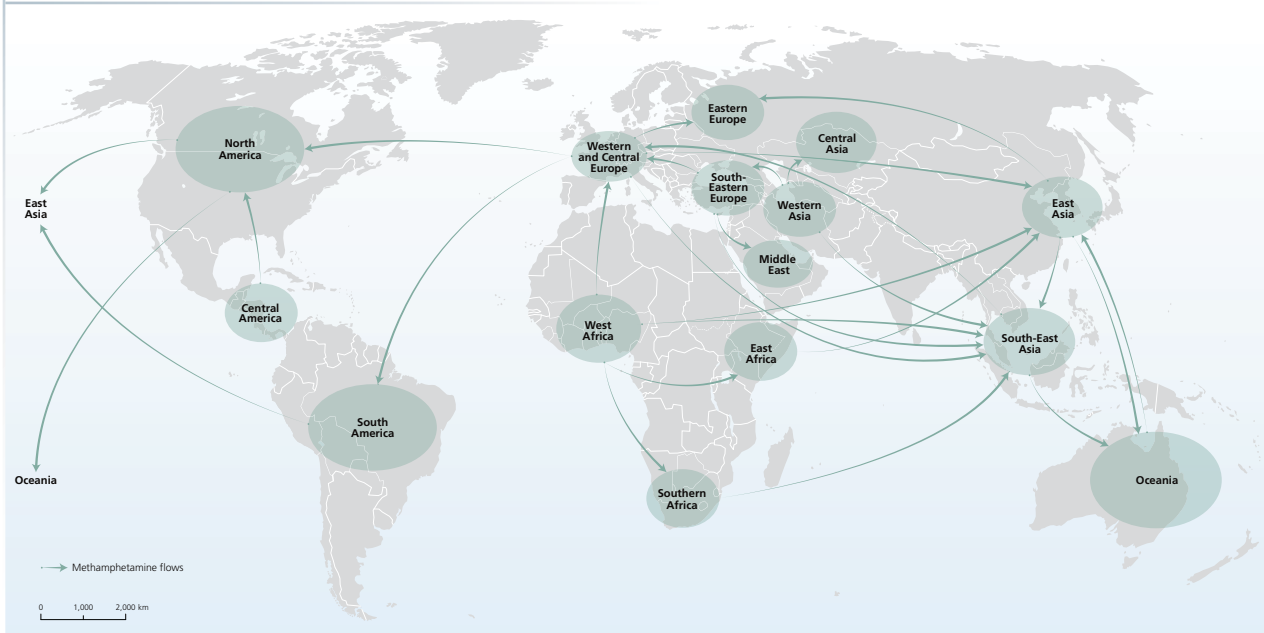 Eastern
Europe
North
America
Western
and Central
Europe
Central
Asia
South-
Eastern
Europe
Western
Asia
East
Asia
East
Asia
Middle
East
Central
America
West
Africa
East
Africa
South-East
Asia
South
America
Southern
Africa
Oceania
Oceania
Methamphetamine flows
0 1,000 2,000 km